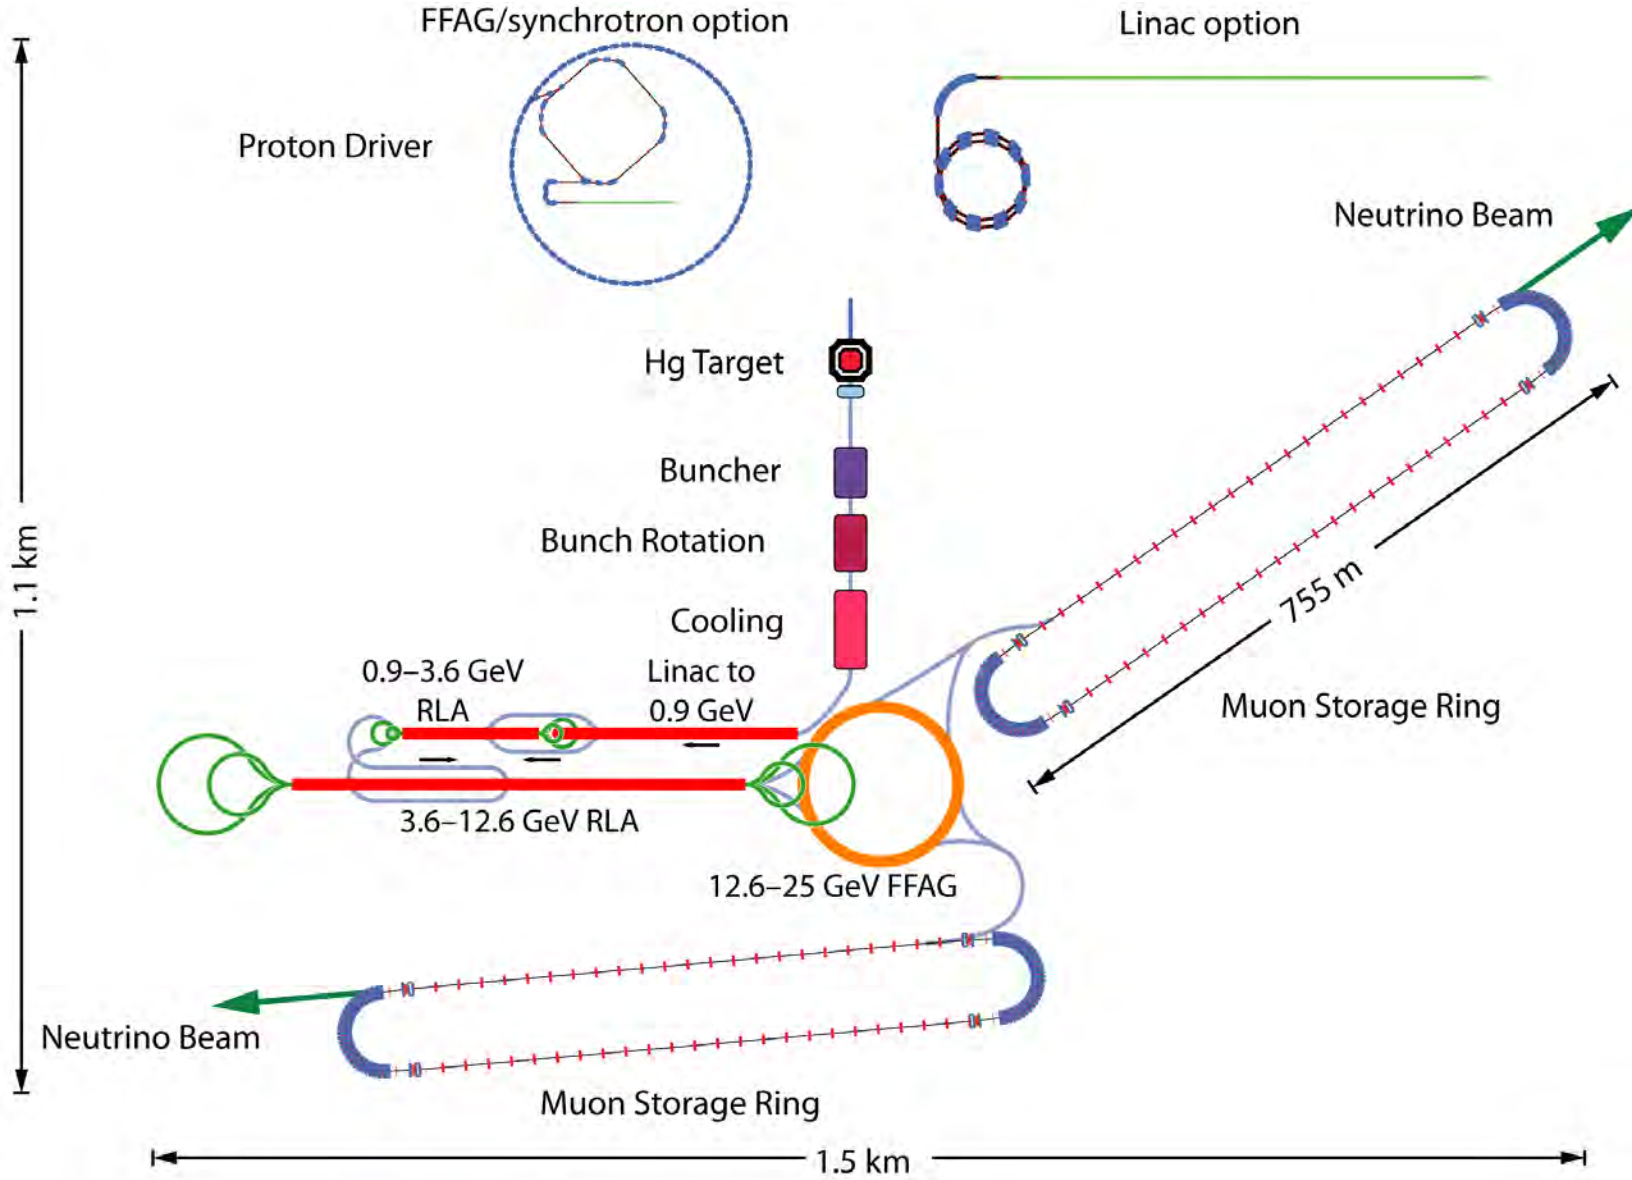 FFAG/synchrotron option
Linac option
Proton Driver
Neutrino Beam
Hg Target
Buncher
Bunch Rotation
1.1 km
755 m
Cooling
0.9–3.6 GeV
RLA
Linac to
0.9 GeV
Muon Storage Ring
3.6–12.6 GeV RLA
12.6–25 GeV FFAG
Neutrino Beam
Muon Storage Ring
1.5 km